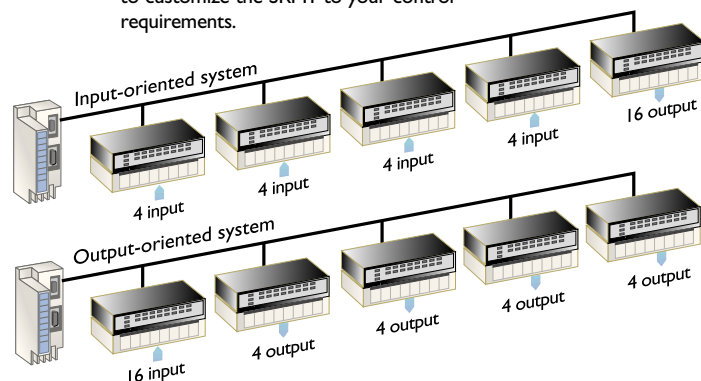 requirements.
Input-oriented system
4 input
4 input
4 input
4 input
16 output
Output-oriented system
16 input
4 output
4 output
4 output
4 output